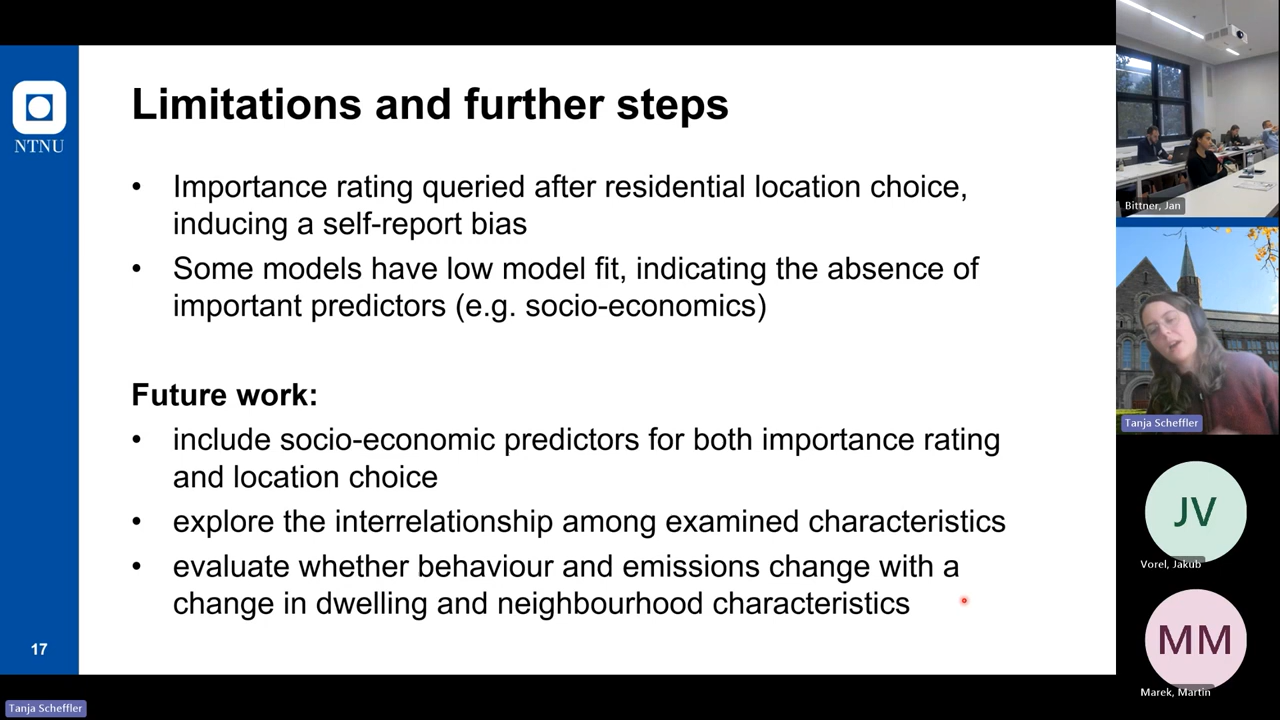 NTNU
Limitations and further steps
• Importance rating queried after residential location choice,
inducing a self-report bias
• Some models have low model fit, indicating the absence of
important predictors (e.g. socio-economics)
Future work:
• include socio-economic predictors for both importance rating
and location choice
• explore the interrelationship among examined characteristics
• evaluate whether behaviour and emissions change with a
change in dwelling and neighbourhood characteristics
17
Tanja Scheffler
Bittner, Jan
Tanja Scheffler
JV
Vorel, Jakub
MM
Marek, Martin